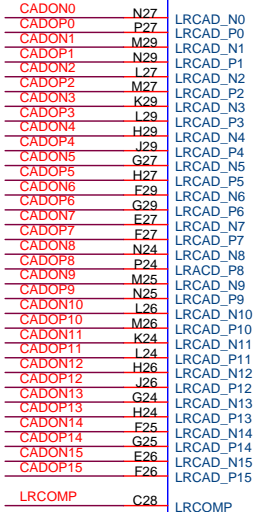 CADON0 N27 LRCAD_N0
CADOP0 P27 LRCAD_P0
CADON1 M29 LRCAD_N1
CADOP1 N29 LRCAD_P1
CADON2 L27 LRCAD_N2
CADOP2 M27 LRCAD_P2
CADON3 K29 LRCAD_N3
CADOP3 L29 LRCAD_P3
CADON4 H29 LRCAD_N4
CADOP4 J29 LRCAD_P4
CADON5 G27 LRCAD_N5
CADOP5 H27 LRCAD_P5
CADON6 F29 LRCAD_N6
CADOP6 G29 LRCAD_P6
CADON7 E27 LRCAD_N7
CADOP7 F27 LRCAD_P7
CADON8 N24 LRCAD_N8
CADOP8 P24 LRACD_P8
CADON9 M25 LRCAD_N9
CADOP9 N25 LRCAD_P9
CADON10 L26 LRCAD_N10
CADOP10 M26 LRCAD_P10
CADON11 K24 LRCAD_N11
CADOP11 L24 LRCAD_P11
CADON12 H26 LRCAD_N12
CADOP12 J26 LRCAD_P12
CADON13 G24 LRCAD_N13
CADOP13 H24 LRCAD_P13
CADON14 F25 LRCAD_N14
CADOP14 G25 LRCAD_P14
CADON15 E26 LRCAD_N15
CADOP15 F26 LRCAD_P15
LRCOMP C28 LRCOMP